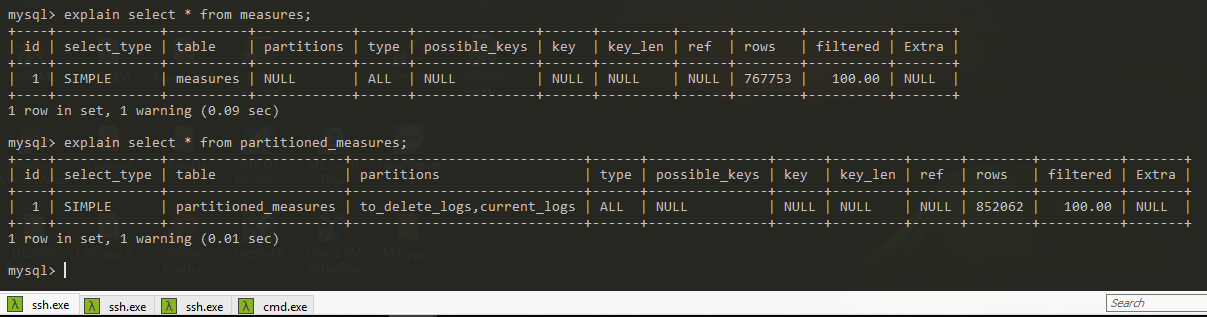 mysql> explain select * from measures;
+----+-------------+----------+------------+------+---------------+------+---------+------+--------+----------+-------+
| id | select_type | table    | partitions | type | possible_keys | key  | key_len | ref  | rows   | filtered | Extra |
+----+-------------+----------+------------+------+---------------+------+---------+------+--------+----------+-------+
|  1 | SIMPLE      | measures | NULL       | ALL  | NULL          | NULL | NULL    | NULL | 767753 |   100.00 | NULL  |
+----+-------------+----------+------------+------+---------------+------+---------+------+--------+----------+-------+
1 row in set, 1 warning (0.09 sec)
mysql> explain select * from partitioned_measures;
+----+-------------+----------------------+-----------------------------+------+---------------+------+---------+------+--------+----------+-------+
| id | select_type | table                | partitions                  | type | possible_keys | key  | key_len | ref  | rows   | filtered | Extra |
+----+-------------+----------------------+-----------------------------+------+---------------+------+---------+------+--------+----------+-------+
|  1 | SIMPLE      | partitioned_measures | to_delete_logs,current_logs | ALL  | NULL          | NULL | NULL    | NULL | 852062 |   100.00 | NULL  |
+----+-------------+----------------------+-----------------------------+------+---------------+------+---------+------+--------+----------+-------+
1 row in set, 1 warning (0.01 sec)
mysql>
λ ssh.exe λ ssh.exe λ ssh.exe λ cmd.exe Search